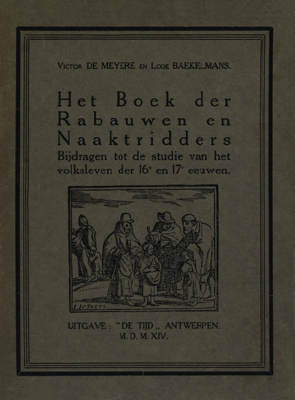 Victor DE MEYERE en Lode BAEKELMANS.
Het Boek der
Rabauwen en
Naaktridders
Bijdragen tot de studie van het
volksleven der 16e en 17e eeuwen.
UITGAVE: "DE TIJD„ ANTWERPEN.
M. D. M. XIV.